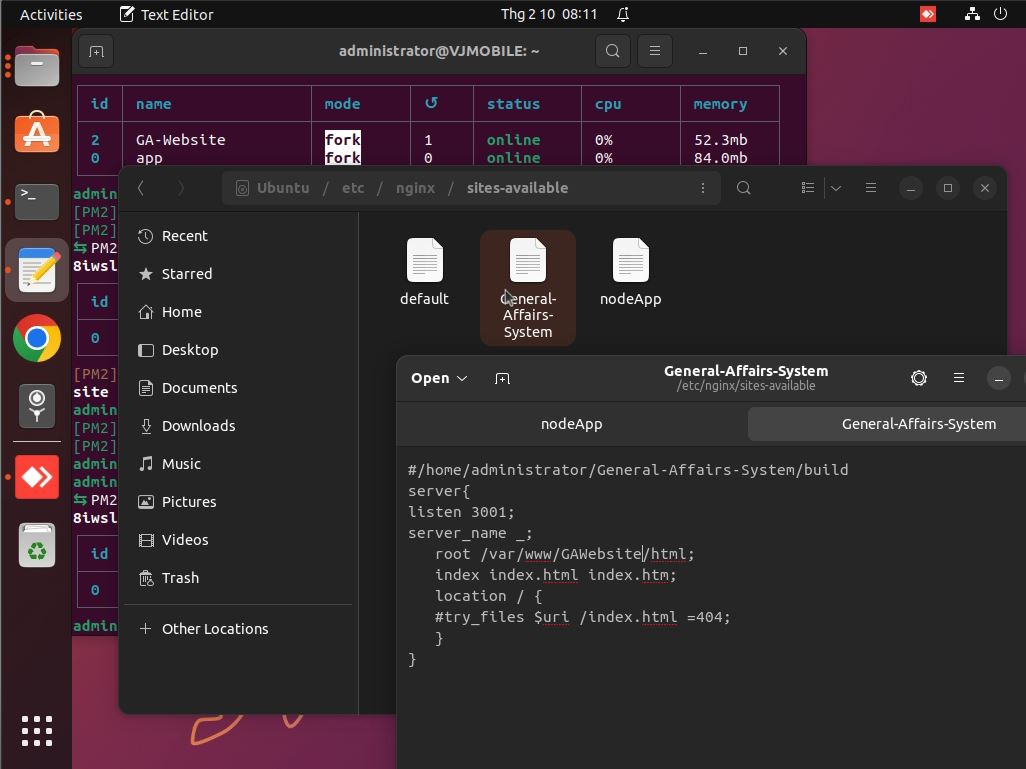 Activities
Text Editor
Thg 2 10 08:11
administrator@VJMOBILE: ~
id name mode ↺ status cpu memory
2 GA-Website fork 1 online 0% 52.3mb
0 app fork 0 online 0% 84.0mb
admin
[PM2]
[PM2]
⇆ PM2
8iwsl
id
0
[PM2]
site
admin
[PM2]
[PM2]
admin
admin
⇆ PM2
8iwsl
id
0
admin
Ubuntu / etc / nginx / sites-available
Recent
Starred
Home
Desktop
Documents
Downloads
Music
Pictures
Videos
Trash
+ Other Locations
default
General-
Affairs-
System
nodeApp
Open
General-Affairs-System
/etc/nginx/sites-available
nodeApp
General-Affairs-System
#/home/administrator/General-Affairs-System/build
server{
listen 3001;
server_name _;
root /var/www/GAWebsite/html;
index index.html index.htm;
location / {
#try_files $uri /index.html =404;
}
}